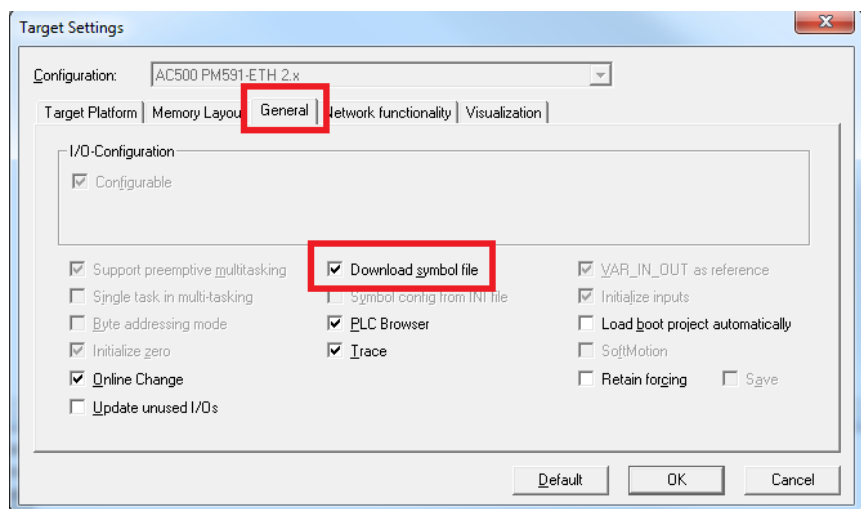 Target Settings
Configuration: AC500 PM591-ETH 2.x
Target Platform Memory Layou General Network functionality Visualization
I/O-Configuration
Configurable
Support preemptive multitasking Download symbol file VAR_IN_OUT as reference
Single task in multi-tasking Symbol config from INI file Initialize inputs
Byte addressing mode PLC Browser Load boot project automatically
Initialize zero Trace SoftMotion
Online Change Retain forcing Save
Update unused I/Os
Default OK Cancel